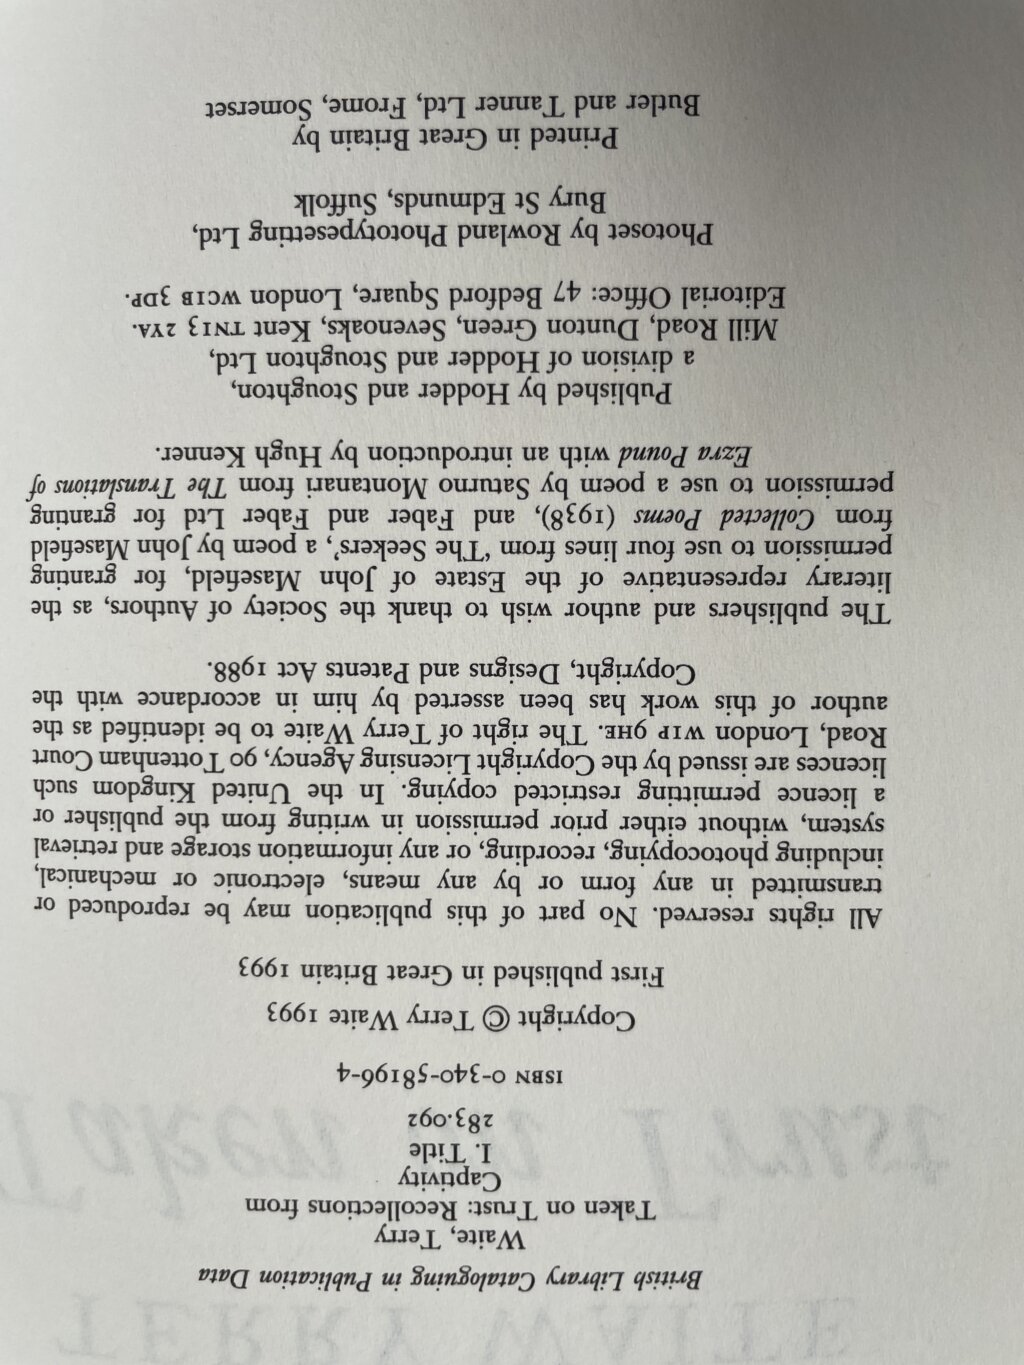 British Library Cataloguing in Publication Data
Waite, Terry
Taken on Trust: Recollections from
Captivity
I. Title
283.092
ISBN 0-340-58196-4
Copyright © Terry Waite 1993
First published in Great Britain 1993
All rights reserved. No part of this publication may be reproduced or
transmitted in any form or by any means, electronic or mechanical,
including photocopying, recording, or any information storage and retrieval
system, without either prior permission in writing from the publisher or
a licence permitting restricted copying. In the United Kingdom such
licences are issued by the Copyright Licensing Agency, 90 Tottenham Court
Road, London W1P 9HE. The right of Terry Waite to be identified as the
author of this work has been asserted by him in accordance with the
Copyright, Designs and Patents Act 1988.
The publishers and author wish to thank the Society of Authors, as the
literary representative of the Estate of John Masefield, for granting
permission to use four lines from ‘The Seekers’, a poem by John Masefield
from Collected Poems (1938), and Faber and Faber Ltd for granting
permission to use a poem by Saturno Montanari from The Translations of
Ezra Pound with an introduction by Hugh Kenner.
Published by Hodder and Stoughton,
a division of Hodder and Stoughton Ltd,
Mill Road, Dunton Green, Sevenoaks, Kent TN13 2YA.
Editorial Office: 47 Bedford Square, London WC1B 3DP.
Photoset by Rowland Phototypesetting Ltd,
Bury St Edmunds, Suffolk
Printed in Great Britain by
Butler and Tanner Ltd, Frome, Somerset
TERRY WAITE
Taken on Trust